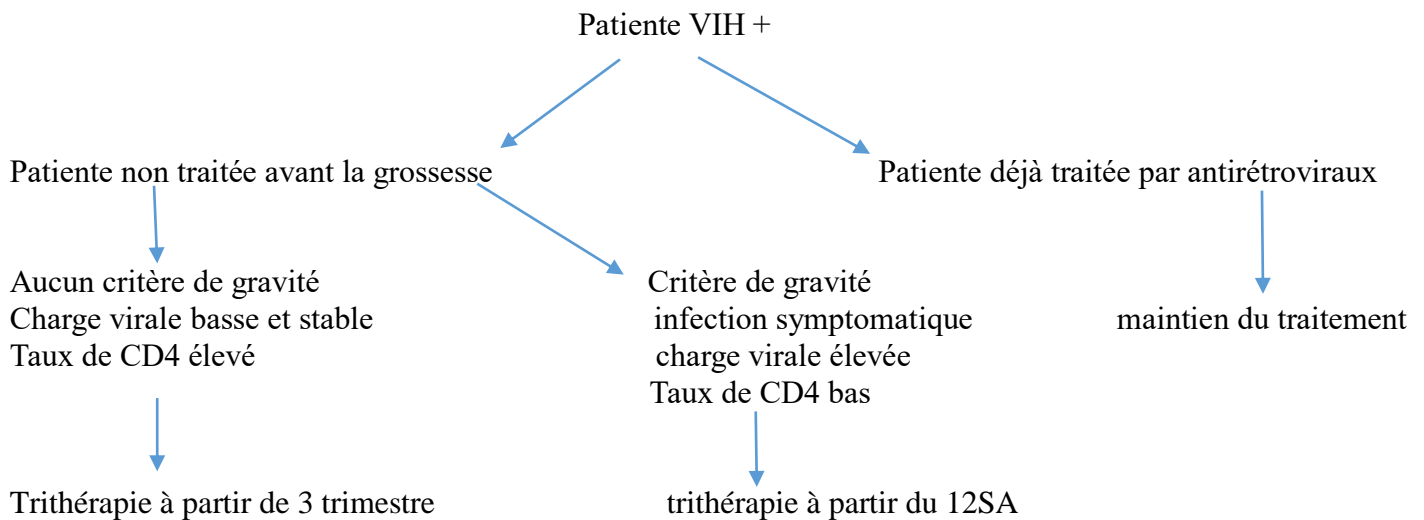 Patiente VIH +
Patiente non traitée avant la grossesse
Patiente déjà traitée par antirétroviraux
Aucun critère de gravité
Charge virale basse et stable
Taux de CD4 élevé
Critère de gravité
infection symptomatique
charge virale élevée
Taux de CD4 bas
maintien du traitement
Trithérapie à partir de 3 trimestre
trithérapie à partir du 12SA